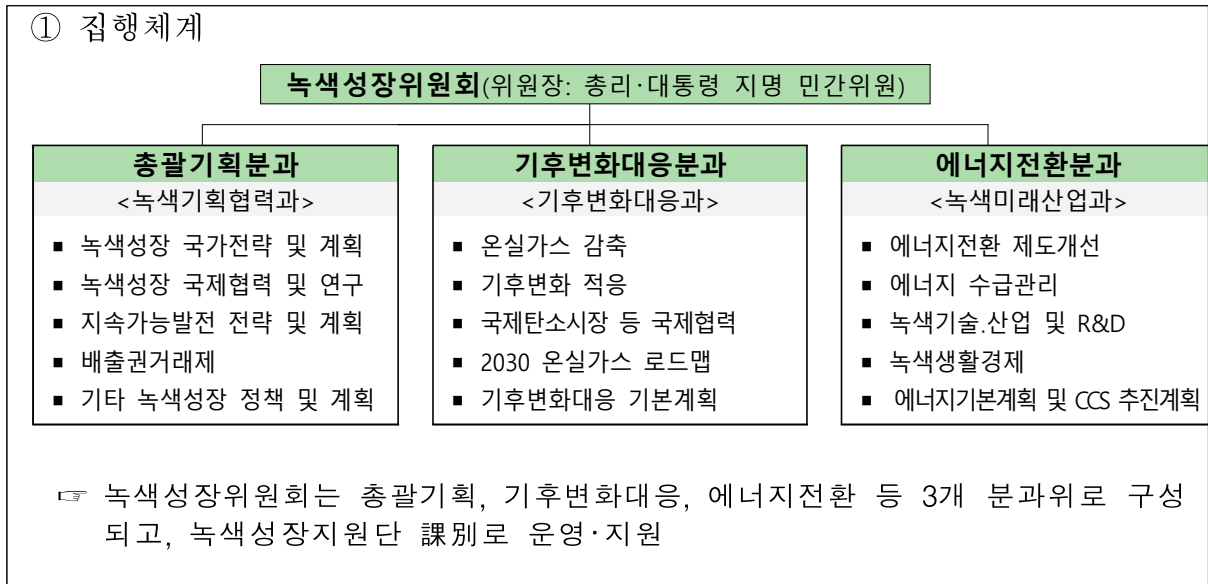 ① 집행체계
녹색성장위원회(위원장: 총리·대통령 지명 민간위원)
총괄기획분과
<녹색기획협력과>
■ 녹색성장 국가전략 및 계획
■ 녹색성장 국제협력 및 연구
■ 지속가능발전 전략 및 계획
■ 배출권거래제
■ 기타 녹색성장 정책 및 계획
기후변화대응분과
<기후변화대응과>
■ 온실가스 감축
■ 기후변화 적응
■ 국제탄소시장 등 국제협력
■ 2030 온실가스 로드맵
■ 기후변화대응 기본계획
에너지전환분과
<녹색미래산업과>
■ 에너지전환 제도개선
■ 에너지 수급관리
■ 녹색기술.산업 및 R&D
■ 녹색생활경제
■ 에너지기본계획 및 CCS 추진계획
☞ 녹색성장위원회는 총괄기획, 기후변화대응, 에너지전환 등 3개 분과위로 구성
되고, 녹색성장지원단 課別로 운영·지원